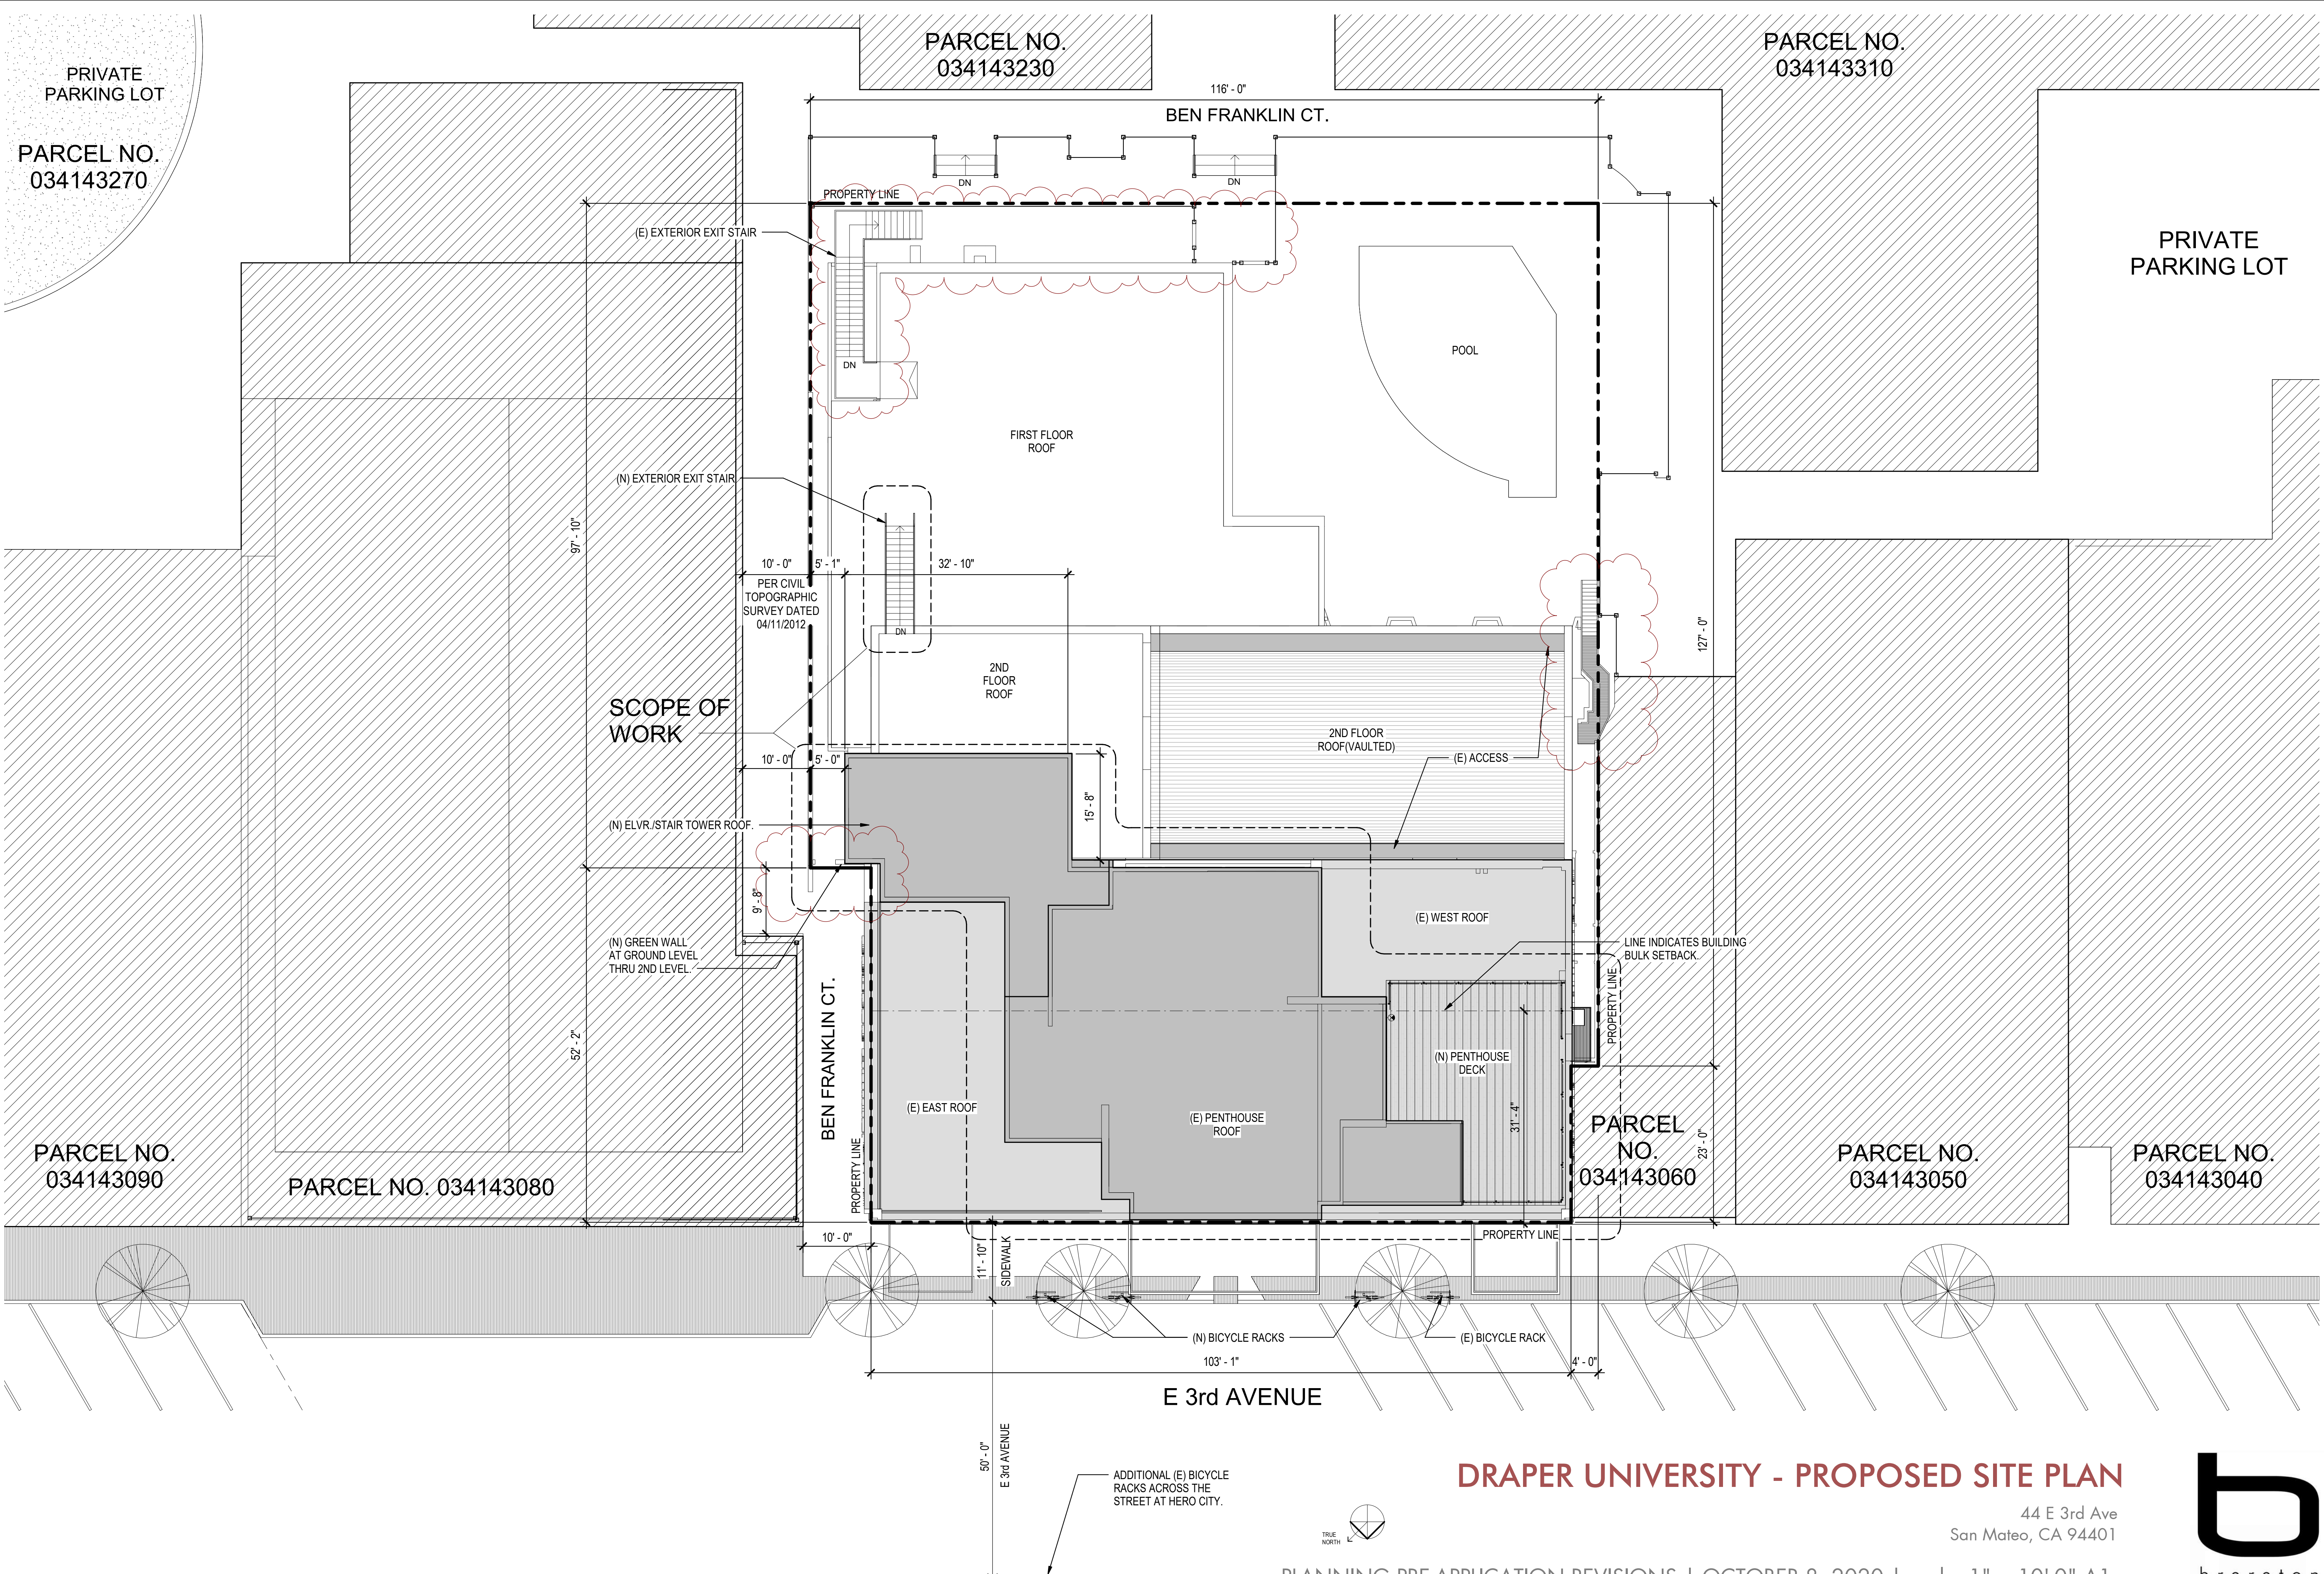 PARCEL NO.
034143230
PARCEL NO.
034143310
PRIVATE
PARKING LOT
116' - 0"
BEN FRANKLIN CT.
PARCEL NO.
034143270
DN
DN
PROPERTY LINE
(E) EXTERIOR EXIT STAIR
PRIVATE
PARKING LOT
POOL
DN
FIRST FLOOR
ROOF
(N) EXTERIOR EXIT STAIR
97' - 10"
10' - 0"
5' - 1"
32' - 10"
PER CIVIL
TOPOGRAPHIC
SURVEY DATED
04/11/2012
DN
127' - 0"
2ND
FLOOR
ROOF
SCOPE OF
WORK
2ND FLOOR
ROOF(VAULTED)
(E) ACCESS
10' - 0"
5' - 0"
15' - 8"
(N) ELVR./STAIR TOWER ROOF.
9' - 8"
(E) WEST ROOF
(N) GREEN WALL
AT GROUND LEVEL
THRU 2ND LEVEL.
LINE INDICATES BUILDING
BULK SETBACK.
BEN FRANKLIN CT.
PROPERTY LINE
52' - 2"
(N) PENTHOUSE
DECK
(E) EAST ROOF
(E) PENTHOUSE
ROOF
31' - 4"
PARCEL
NO.
034143060
23' - 0"
PROPERTY LINE
PARCEL NO.
034143090
PARCEL NO. 034143080
PARCEL NO.
034143050
PARCEL NO.
034143040
10' - 0"
11' - 10"
SIDEWALK
PROPERTY LINE
(N) BICYCLE RACKS
(E) BICYCLE RACK
103' - 1"
4' - 0"
E 3rd AVENUE
50' - 0"
E 3rd AVENUE
ADDITIONAL (E) BICYCLE
RACKS ACROSS THE
STREET AT HERO CITY.
DRAPER UNIVERSITY - PROPOSED SITE PLAN
44 E 3rd Ave
San Mateo, CA 94401
TRUE
NORTH
b